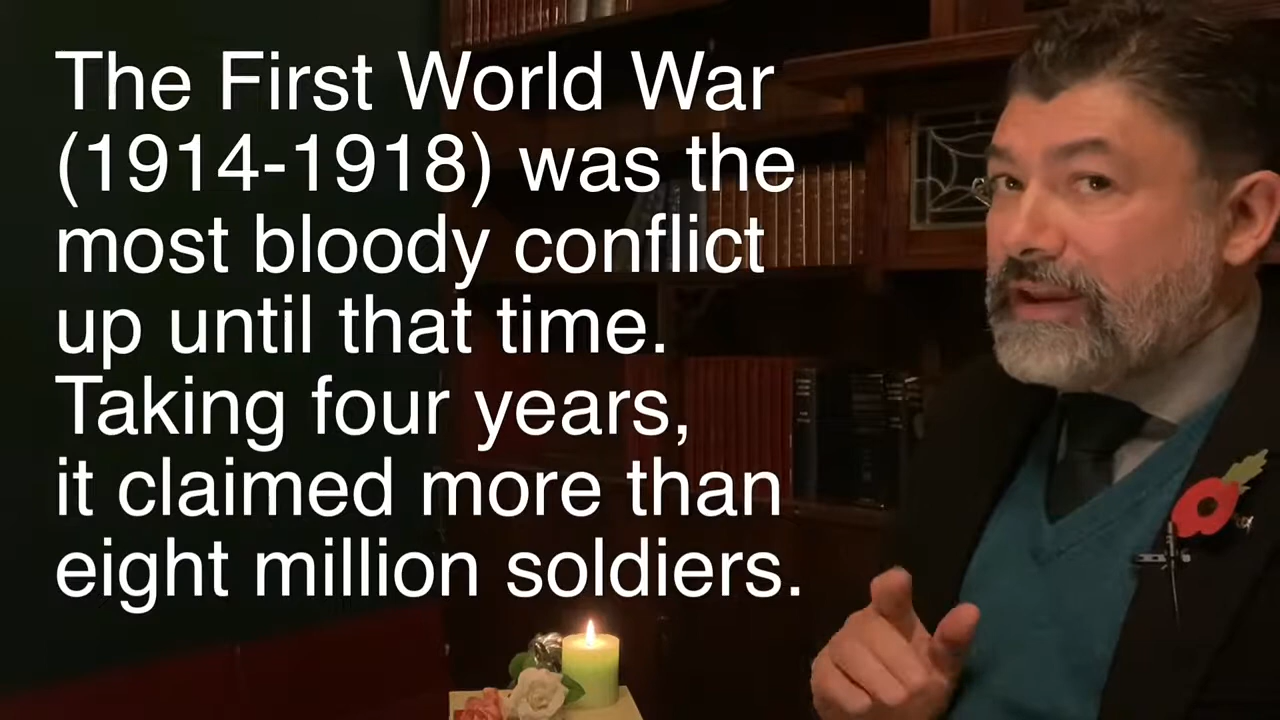 The First World War
(1914-1918) was the
most bloody conflict
up until that time.
Taking four years,
it claimed more than
eight million soldiers.